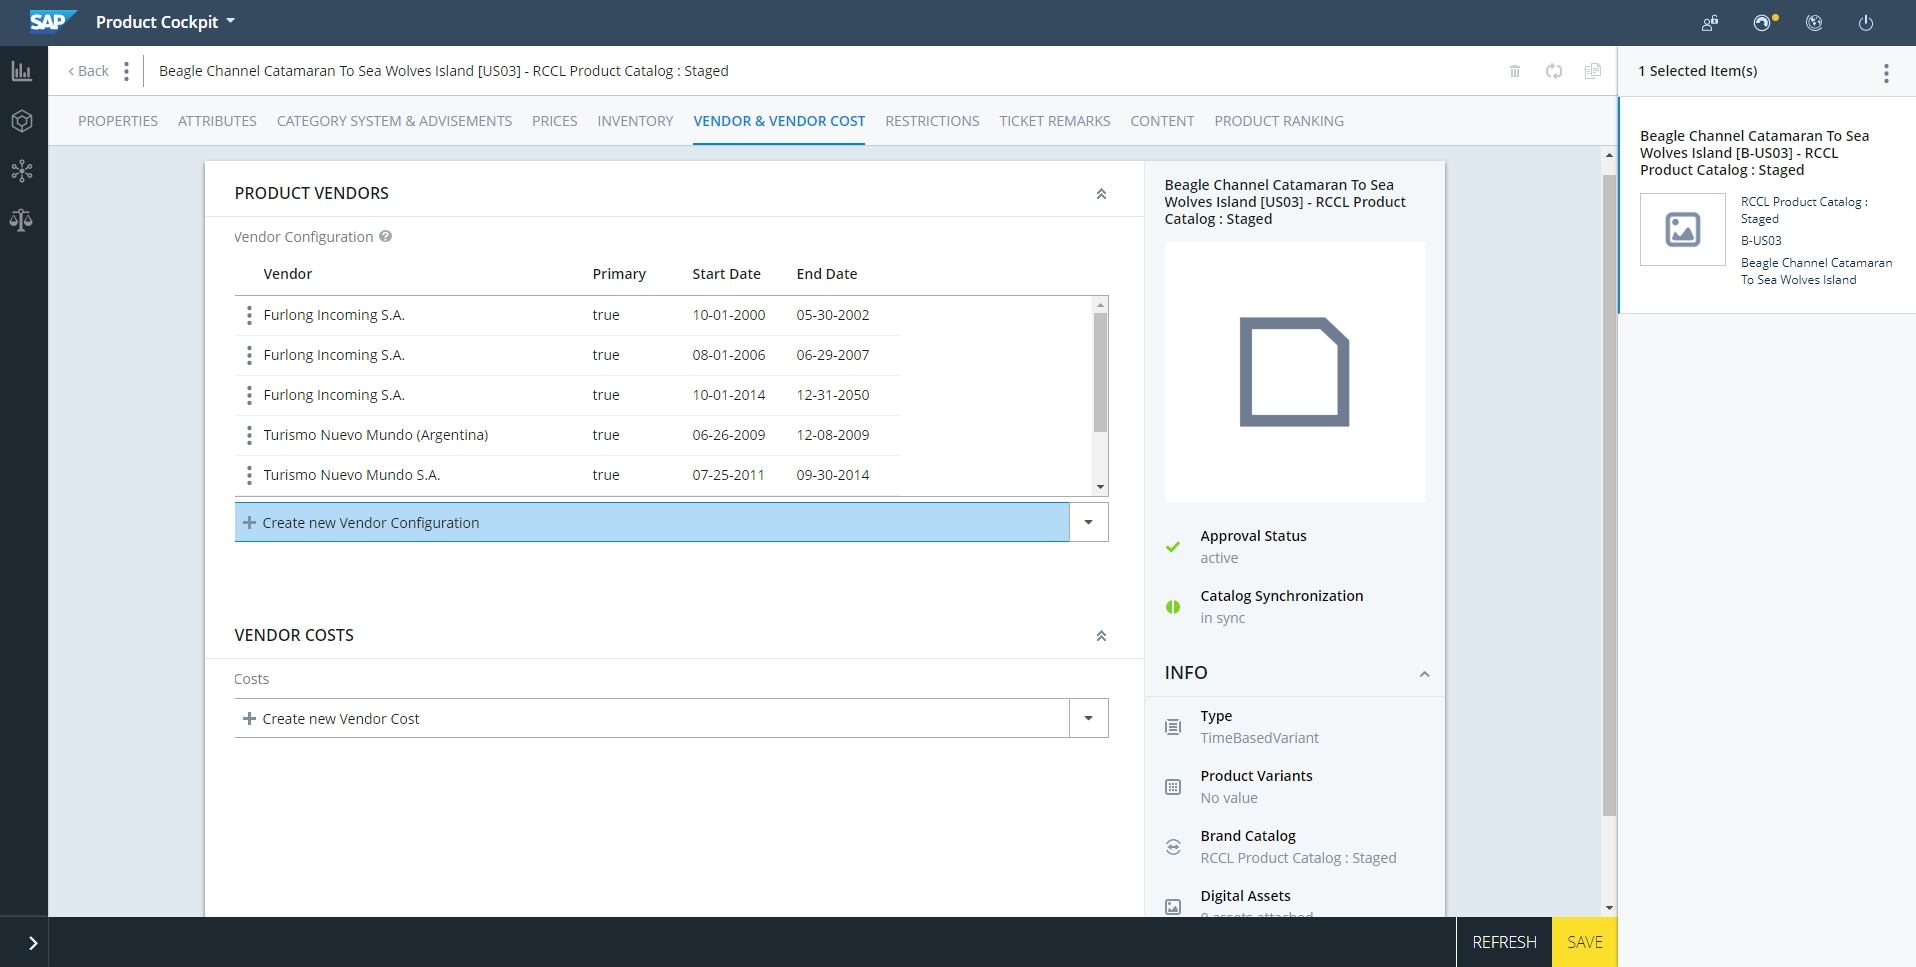 SAP Product Cockpit
Back
Beagle Channel Catamaran To Sea Wolves Island [US03] - RCCL Product Catalog : Staged
PROPERTIES ATTRIBUTES CATEGORY SYSTEM & ADVISEMENTS PRICES INVENTORY VENDOR & VENDOR COST RESTRICTIONS TICKET REMARKS CONTENT PRODUCT RANKING
PRODUCT VENDORS
Vendor Configuration ?
Vendor Primary Start Date End Date
Furlong Incoming S.A. true 10-01-2000 05-30-2002
Furlong Incoming S.A. true 08-01-2006 06-29-2007
Furlong Incoming S.A. true 10-01-2014 12-31-2050
Turismo Nuevo Mundo (Argentina) true 06-26-2009 12-08-2009
Turismo Nuevo Mundo S.A. true 07-25-2011 09-30-2014
Create new Vendor Configuration
VENDOR COSTS
Costs
Create new Vendor Cost
Beagle Channel Catamaran To Sea
Wolves Island [US03] - RCCL Product
Catalog : Staged
Approval Status
active
Catalog Synchronization
in sync
INFO
Type
TimeBasedVariant
Product Variants
No value
Brand Catalog
RCCL Product Catalog : Staged
Digital Assets
0 assets attached
1 Selected Item(s)
Beagle Channel Catamaran To Sea
Wolves Island [B-US03] - RCCL
Product Catalog : Staged
RCCL Product Catalog :
Staged
B-US03
Beagle Channel Catamaran
To Sea Wolves Island
REFRESH SAVE